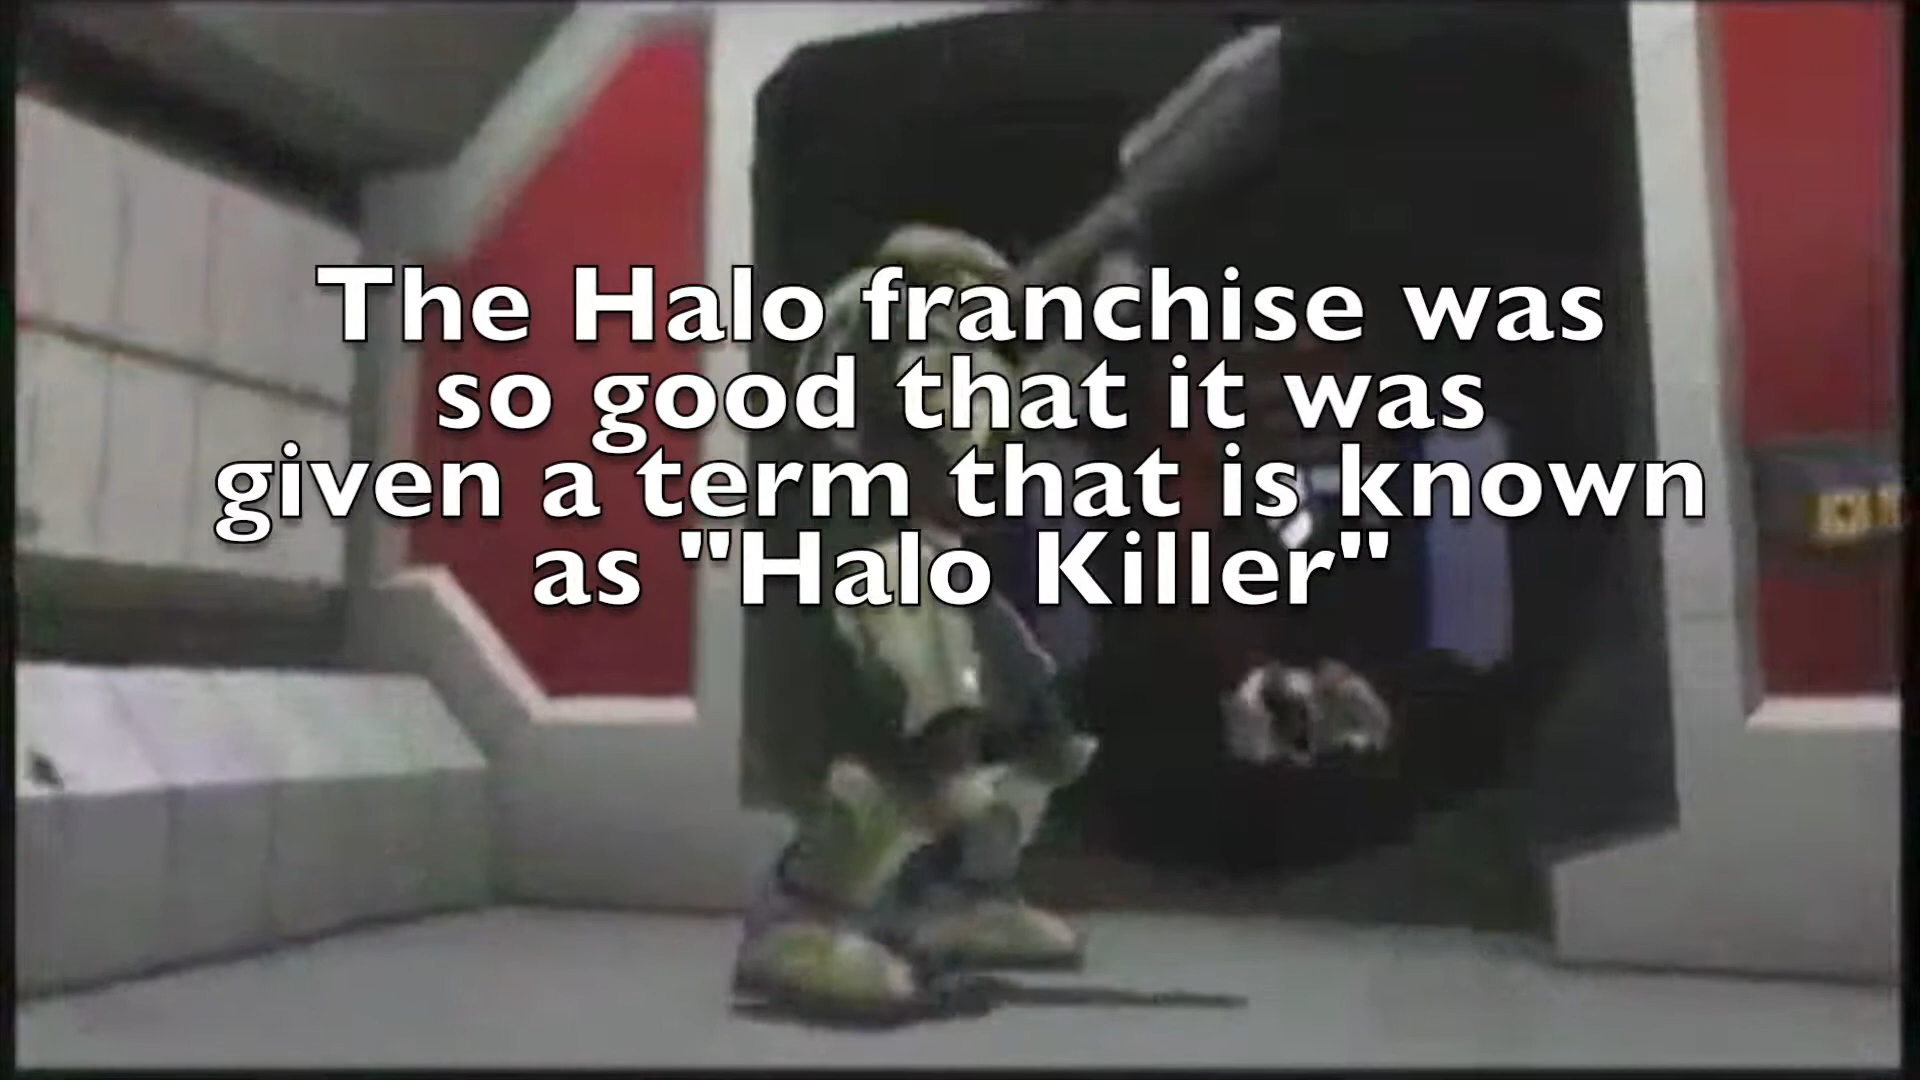 The Halo franchise was
so good that it was
given a term that is known
as "Halo Killer"